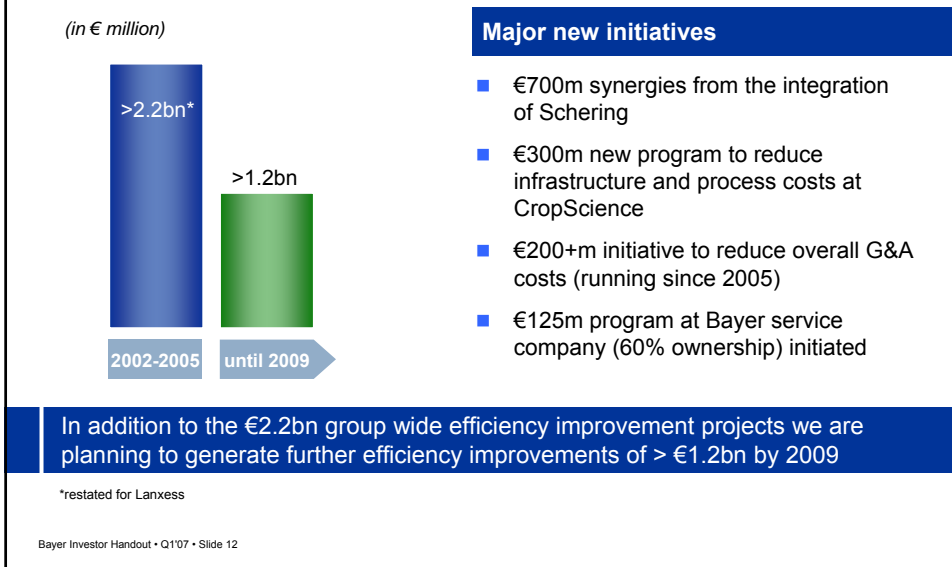 (in € million)
>2.2bn*
>1.2bn
2002-2005
until 2009
Major new initiatives
€700m synergies from the integration
of Schering
€300m new program to reduce
infrastructure and process costs at
CropScience
€200+m initiative to reduce overall G&A
costs (running since 2005)
€125m program at Bayer service
company (60% ownership) initiated
In addition to the €2.2bn group wide efficiency improvement projects we are
planning to generate further efficiency improvements of > €1.2bn by 2009
*restated for Lanxess
Bayer Investor Handout • Q1'07 • Slide 12